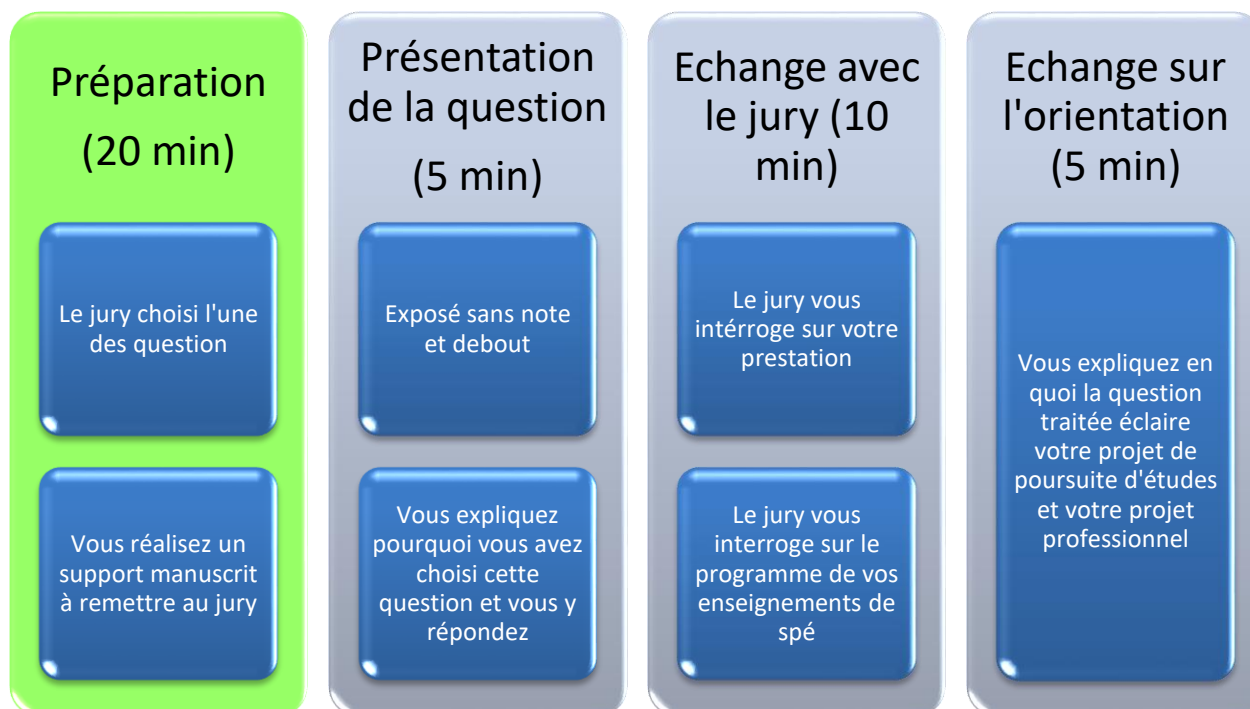 Préparation
(20 min)
Le jury choisi l'une
des question
Vous réalisez un
support manuscrit
à remettre au jury
Présentation
de la question
(5 min)
Exposé sans note
et debout
Vous expliquez
pourquoi vous avez
choisi cette
question et vous y
répondez
Echange avec
le jury (10
min)
Le jury vous
intérroge sur votre
prestation
Le jury vous
interroge sur le
programme de vos
enseignements de
spé
Echange sur
l'orientation
(5 min)
Vous expliquez en
quoi la question
traitée éclaire
votre projet de
poursuite d'études
et votre projet
professionnel